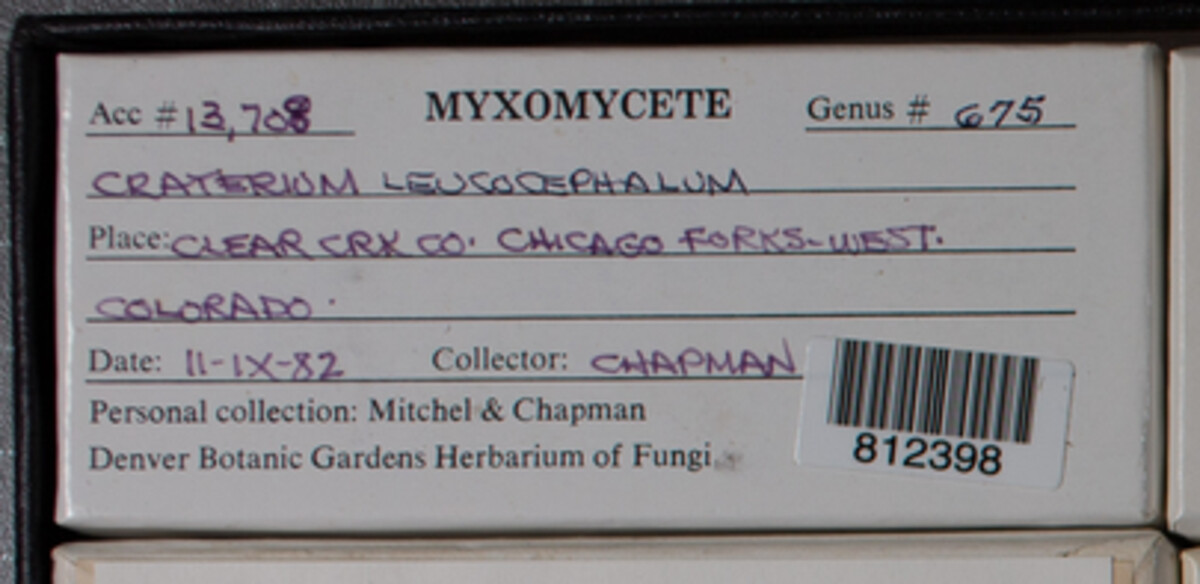 Acc # 13,708 MYXOMYCETE Genus # 675
CRATERIUM LEUCOCEPHALUM
Place: CLEAR CRK CO. CHICAGO FORKS-WEST.
COLORADO.
Date: 11-IX-82 Collector: CHAPMAN
Personal collection: Mitchel & Chapman
Denver Botanic Gardens Herbarium of Fungi
812398